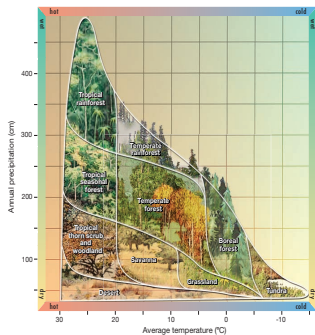 hot
cold
wet
wet
Annual precipitation (cm)
400
300
200
100
Tropical
rainforest
Temperate
rainforest
Tropical
seasonal
forest
Temperate
forest
Tropical
thorn scrub
and
woodland
Boreal
forest
Savanna
Grassland
Tundra
Desert
dry
dry
hot
cold
30
20
10
0
-10
Average temperature (°C)